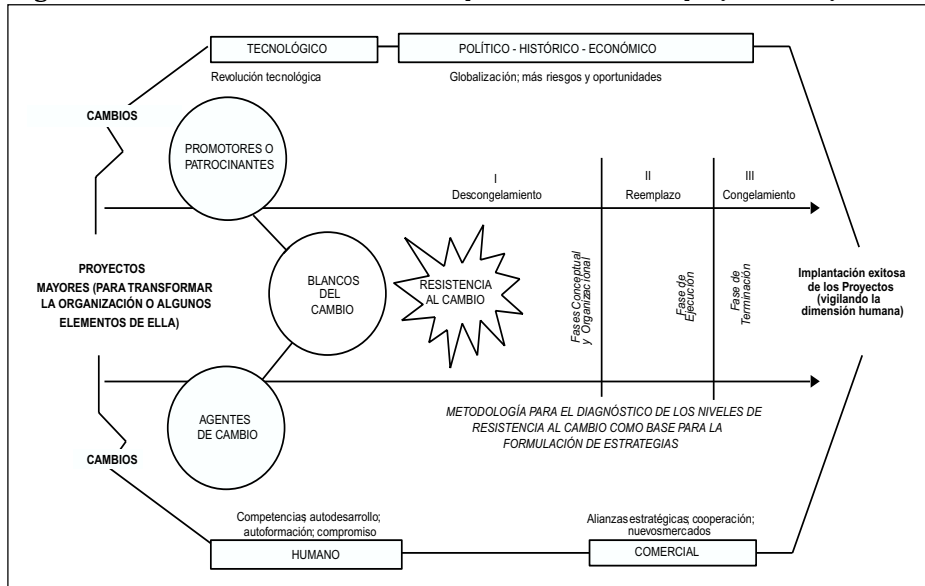 TECNOLÓGICO
POLÍTICO - HISTÓRICO - ECONÓMICO
Revolución tecnológica
Globalización; más riesgos y oportunidades
CAMBIOS
PROMOTORES O
PATROCINANTES
I
Descongelamiento
II
Reemplazo
III
Congelamiento
PROYECTOS
MAYORES (PARA TRANSFORMAR
LA ORGANIZACIÓN O ALGUNOS
ELEMENTOS DE ELLA)
BLANCOS
DEL
CAMBIO
RESISTENCIA
AL CAMBIO
Fases Conceptual
y Organizacional
Fase de
Ejecución
Fase de
Terminación
Implantación exitosa
de los Proyectos
(vigilando la
dimensión humana)
AGENTES
DE CAMBIO
METODOLOGÍA PARA EL DIAGNÓSTICO DE LOS NIVELES DE
RESISTENCIA AL CAMBIO COMO BASE PARA LA
FORMULACIÓN DE ESTRATEGIAS
CAMBIOS
Competencias; autodesarrollo;
autoformación; compromiso
HUMANO
Alianzas estratégicas; cooperación;
nuevos mercados
COMERCIAL